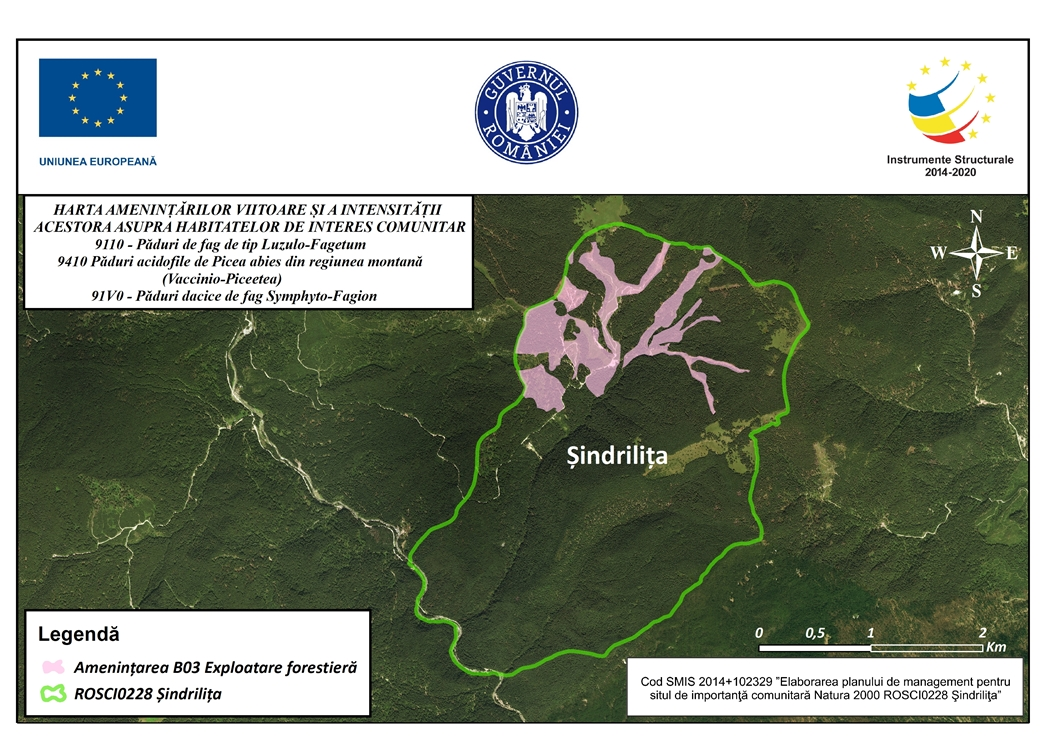 UNIUNEA EUROPEANĂ
GUVERNUL ROMÂNIEI
Instrumente Structurale
2014-2020
HARTA AMENINȚĂRILOR VIITOARE ȘI A INTENSITĂȚII
ACESTORA ASUPRA HABITATELOR DE INTERES COMUNITAR
9110 - Păduri de fag de tip Luzulo-Fagetum
9410 Păduri acidofile de Picea abies din regiunea montană
(Vaccinio-Piceetea)
91V0 - Păduri dacice de fag Symphyto-Fagion
N
W E
S
Șindrilița
Legendă
Amenințarea B03 Exploatare forestieră
ROSCI0228 Șindrilița
0 0,5 1 2
Km
Cod SMIS 2014+102329 ”Elaborarea planului de management pentru
situl de importanţă comunitară Natura 2000 ROSCI0228 Şindriliţa”